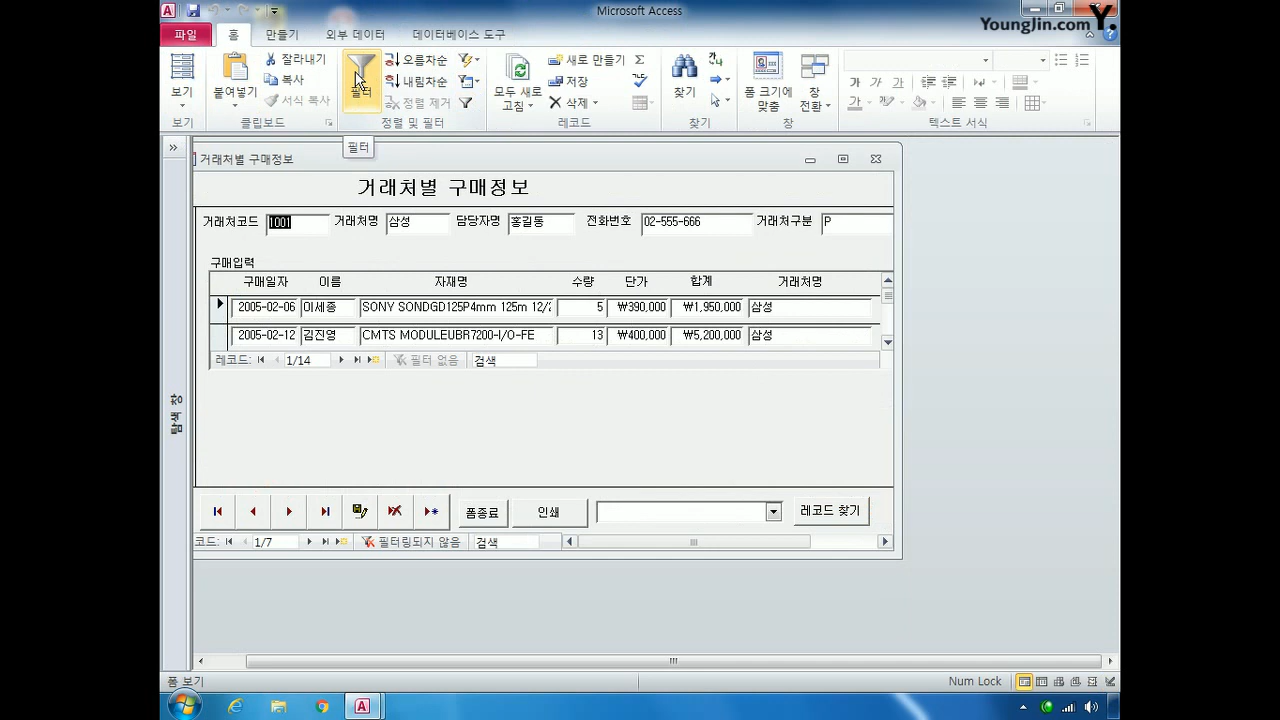 Microsoft Access
Younglin.com Y.
파일 홈 만들기 외부 데이터 데이터베이스 도구
보기 붙여넣기 잘라내기 복사 서식 복사
필터 오름차순 내림차순 정렬 제거
모두 새로 고침 새로 만들기 저장 삭제
찾기 폼 크기에 맞춤 창 전환
가 가 가 가
보기 클립보드 정렬 및 필터 레코드 찾기 창 텍스트 서식
필터
탐색 창
거래처별 구매정보
거래처별 구매정보
거래처코드 1001 거래처명 삼성 담당자명 홍길동 전화번호 02-555-666 거래처구분 P
구매입력
구매일자 이름 자재명 수량 단가 합계 거래처명
2005-02-06 이세종 SONY SONDGD125P4mm 125m 12/2 5 ₩390,000 ₩1,950,000 삼성
2005-02-12 김진영 CMTS MODULEUBR7200-I/O-FE 13 ₩400,000 ₩5,200,000 삼성
레코드: 1/14 필터 없음 검색
폼종료 인쇄 레코드 찾기
코드: 1/7 필터링되지 않음 검색
폼 보기 Num Lock